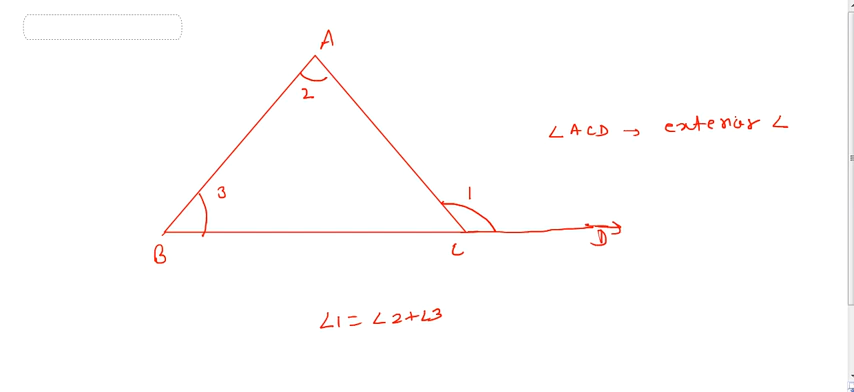 A
2
∠ACD → exterior ∠
3
1
B
C
D
∠1 = ∠2+∠3